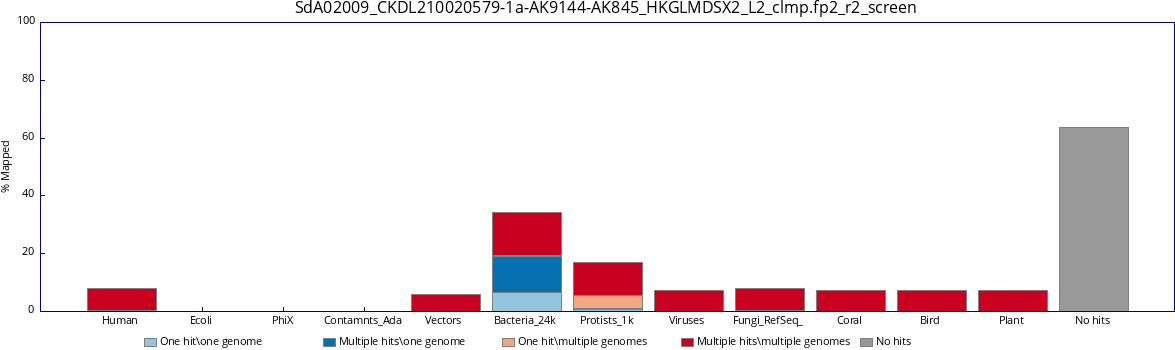 SdA02009_CKDL210020579-1a-AK9144-AK845_HKGLMDSX2_L2_clmp.fp2_r2_screen
100
80
60
40
20
0
% Mapped
Human Ecoli PhiX Contamnts_Ada Vectors Bacteria_24k Protists_1k Viruses Fungi_RefSeq_ Coral Bird Plant No hits
One hit\one genome Multiple hits\one genome One hit\multiple genomes Multiple hits\multiple genomes No hits